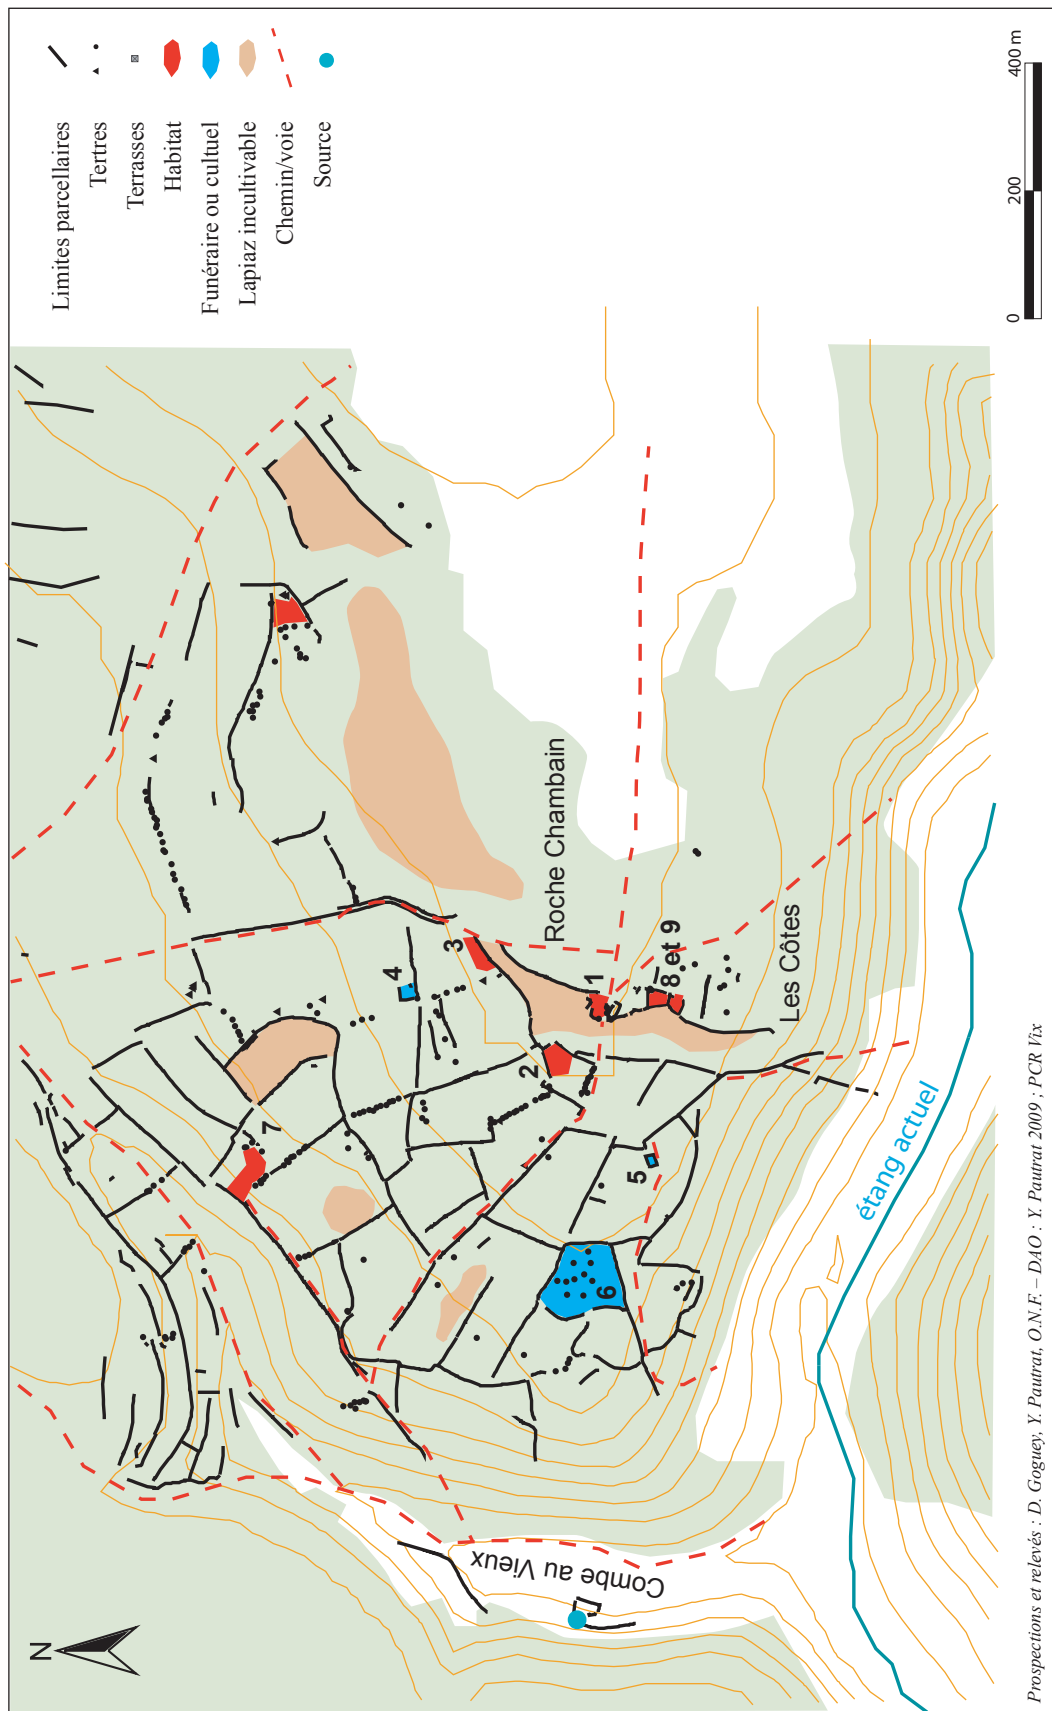 Limites parcellaires
Tertres
Terrasses
Habitat
Funéraire ou cultuel
Lapiaz incultivable
Chemin/voie
Source
N
7
4
3
2
1
8 et 9
5
6
Roche Chambain
Les Côtes
Combe au Vieux
étang actuel
0 200 400 m
Prospections et relevés : D. Goguey, Y. Pautrat, O.N.F. – DAO : Y. Pautrat 2009 ; PCR Vix